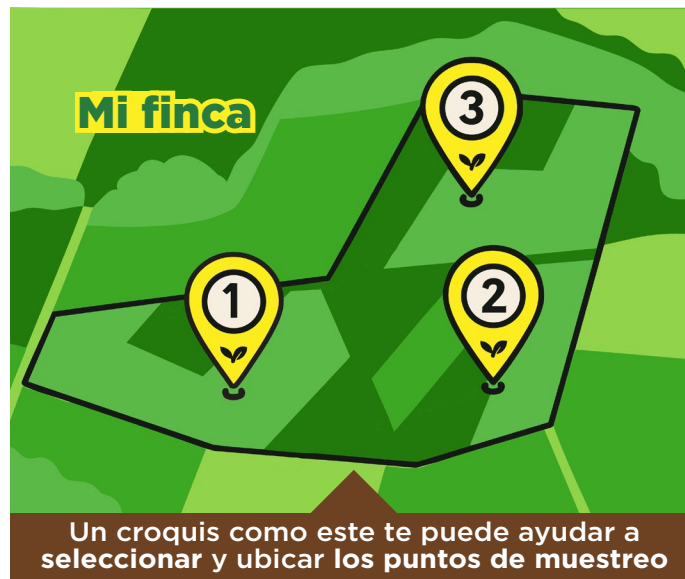 Mi finca
3
1
2
Un croquis como este te puede ayudar a
seleccionar y ubicar los puntos de muestreo